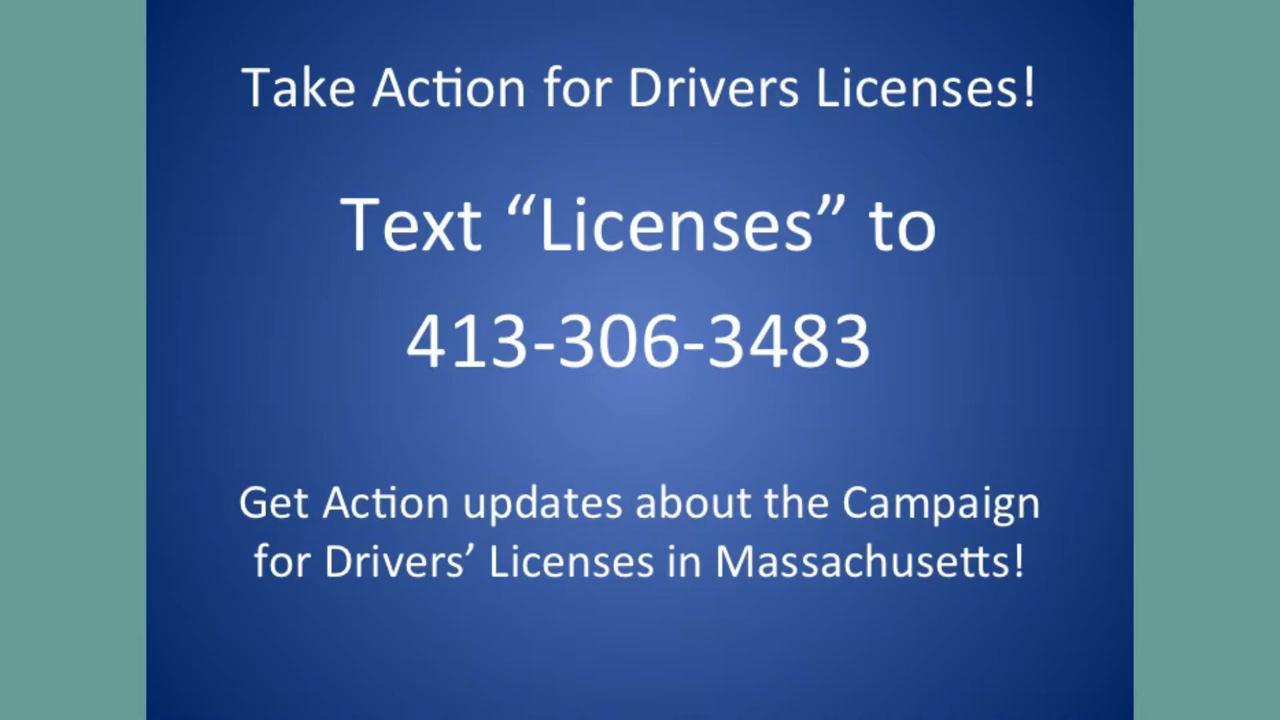 Take Action for Drivers Licenses!
Text “Licenses” to
413-306-3483
Get Action updates about the Campaign
for Drivers’ Licenses in Massachusetts!